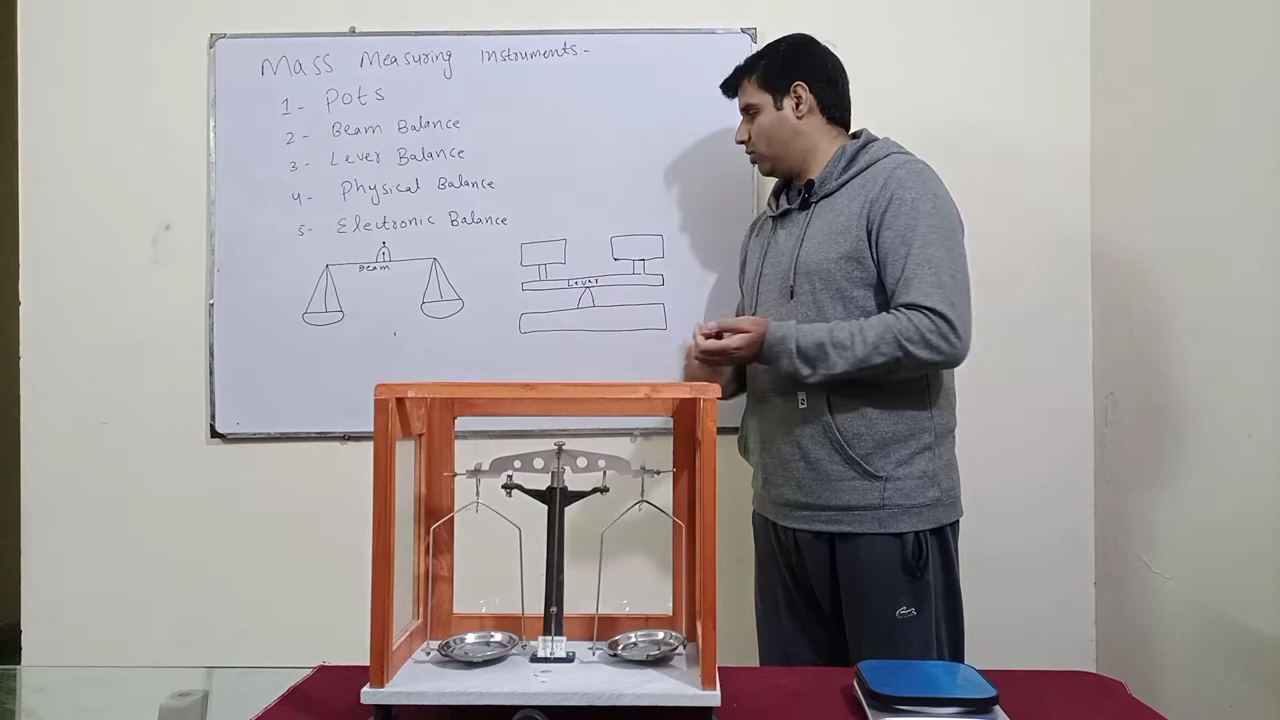 Mass Measuring Instruments-
1- Pots
2- Beam Balance
3- Lever Balance
4- Physical Balance
5- Electronic Balance
Beam
Lever